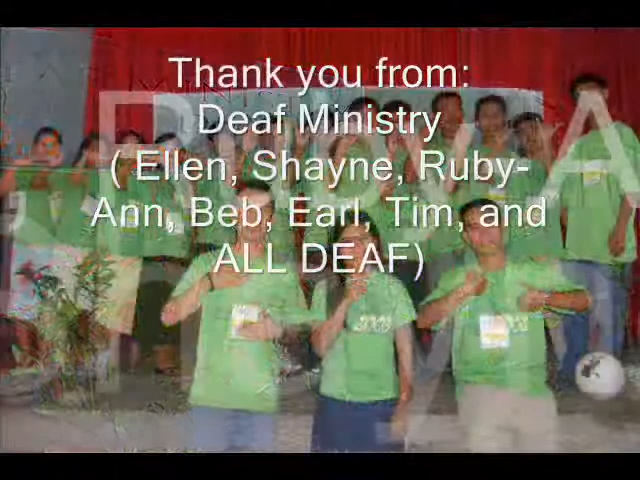 Thank you from:
Deaf Ministry
( Ellen, Shayne, Ruby-
Ann, Beb, Earl, Tim, and
ALL DEAF)